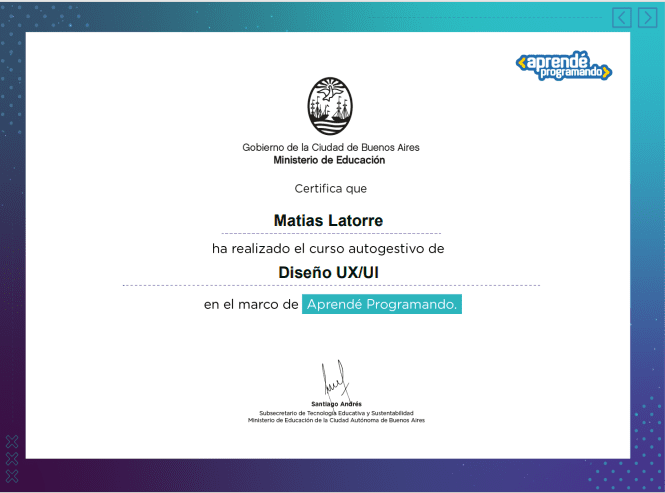 aprendé
programando
Gobierno de la Ciudad de Buenos Aires
Ministerio de Educación
Certifica que
Matias Latorre
ha realizado el curso autogestivo de
Diseño UX/UI
en el marco de Aprendé Programando.
Santiago Andrés
Subsecretario de Tecnología Educativa y Sustentabilidad
Ministerio de Educación de la Ciudad Autónoma de Buenos Aires